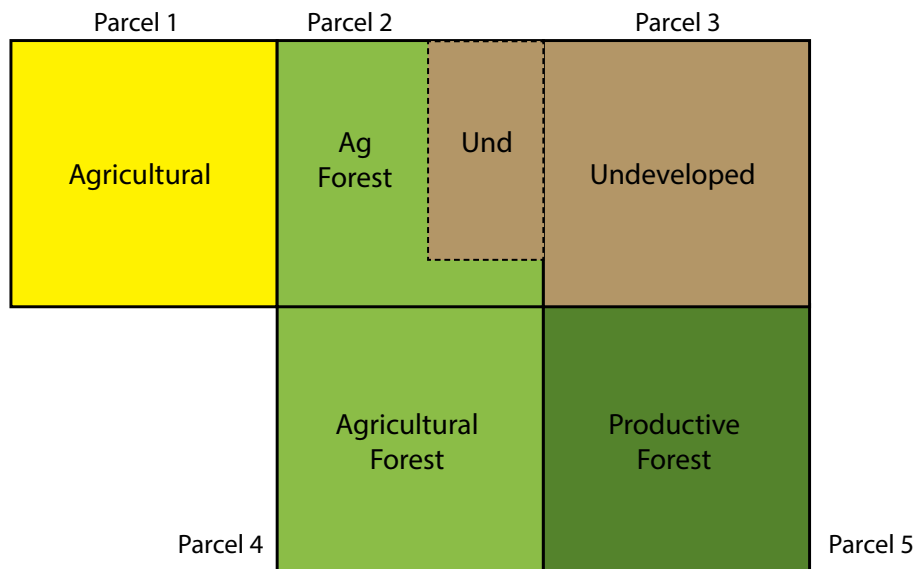 Parcel 1
Parcel 2
Parcel 3
Agricultural
Ag
Forest
Und
Undeveloped
Agricultural
Forest
Productive
Forest
Parcel 4
Parcel 5